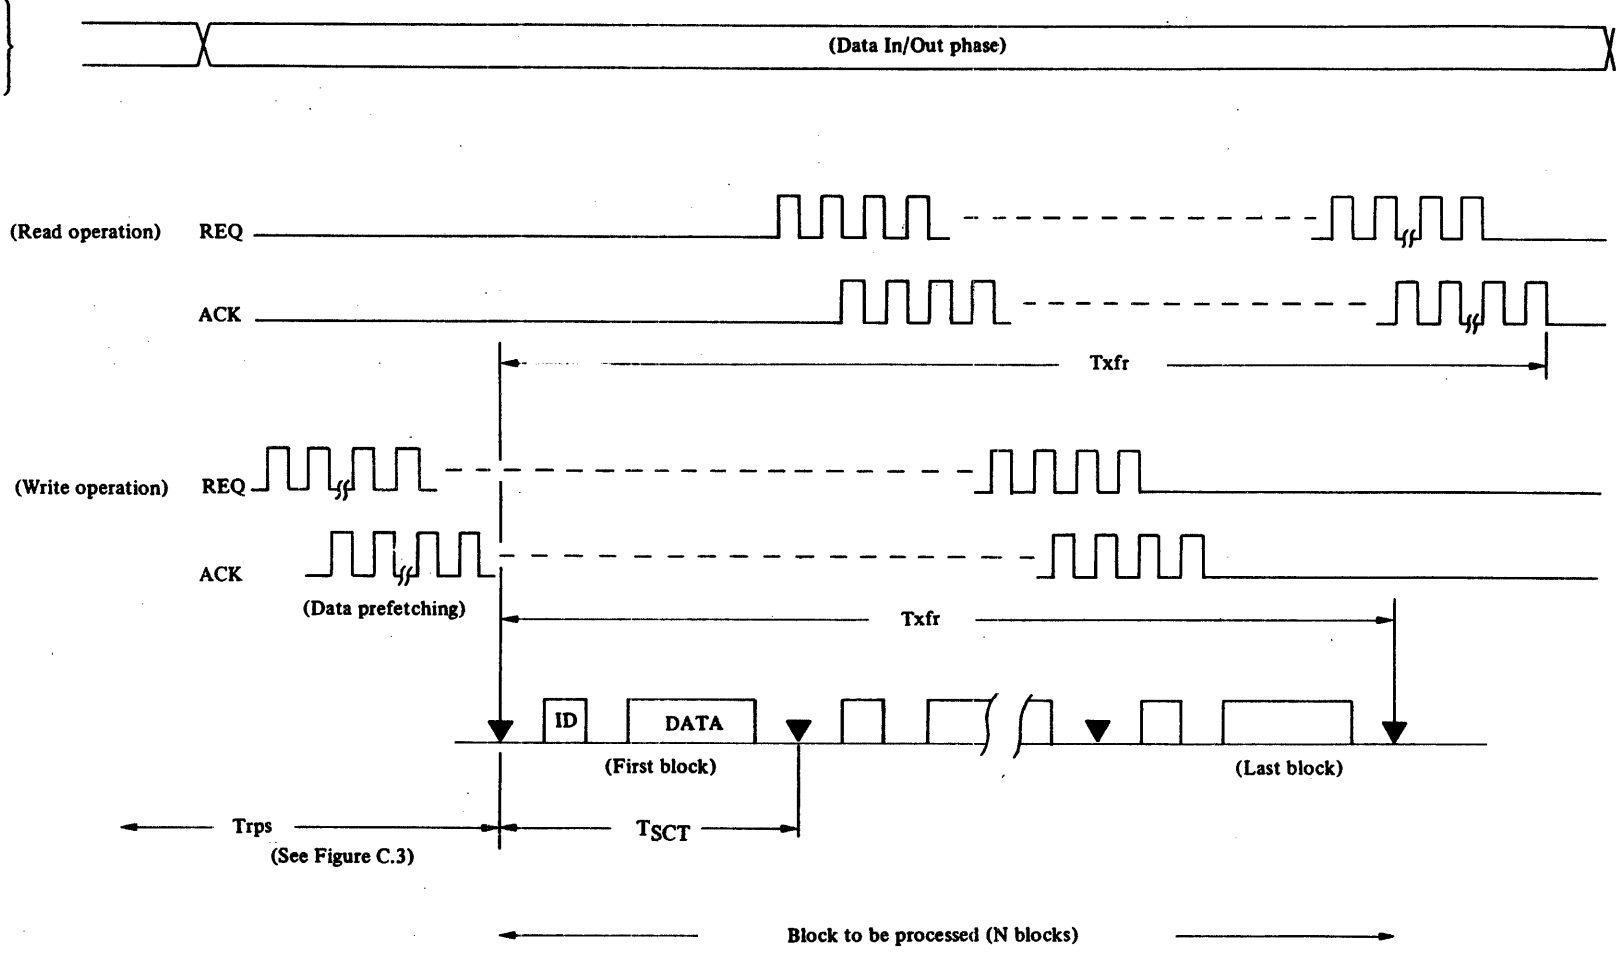 (Data In/Out phase)
(Read operation) REQ
ACK
Txfr
(Write operation) REQ
ACK
(Data prefetching)
Txfr
ID DATA
(First block) (Last block)
Trps TSCT
(See Figure C.3)
Block to be processed (N blocks)